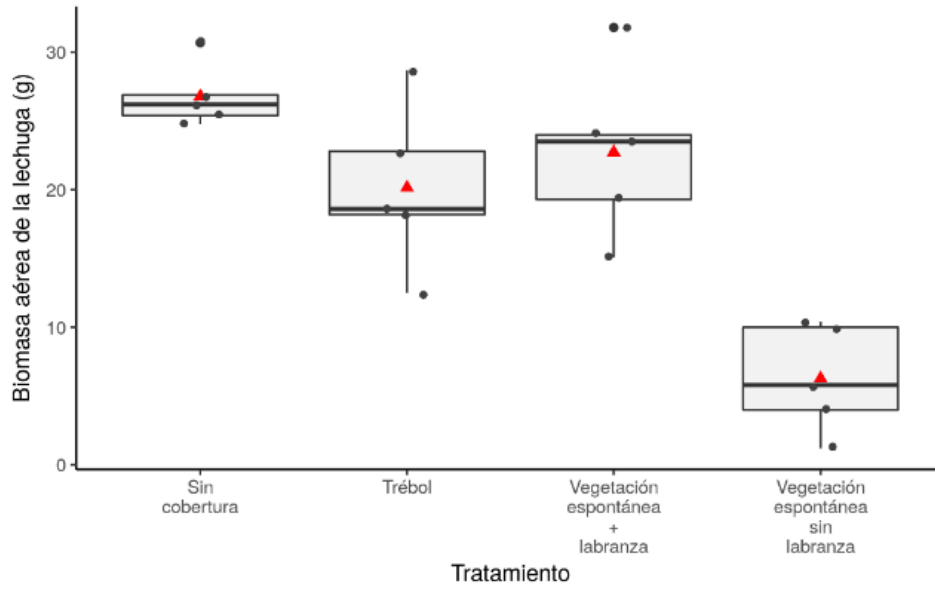 Biomasa aérea de la lechuga (g)
30
20
10
0
Sin
cobertura
Trébol
Vegetación
espontánea
+
labranza
Vegetación
espontánea
sin
labranza
Tratamiento